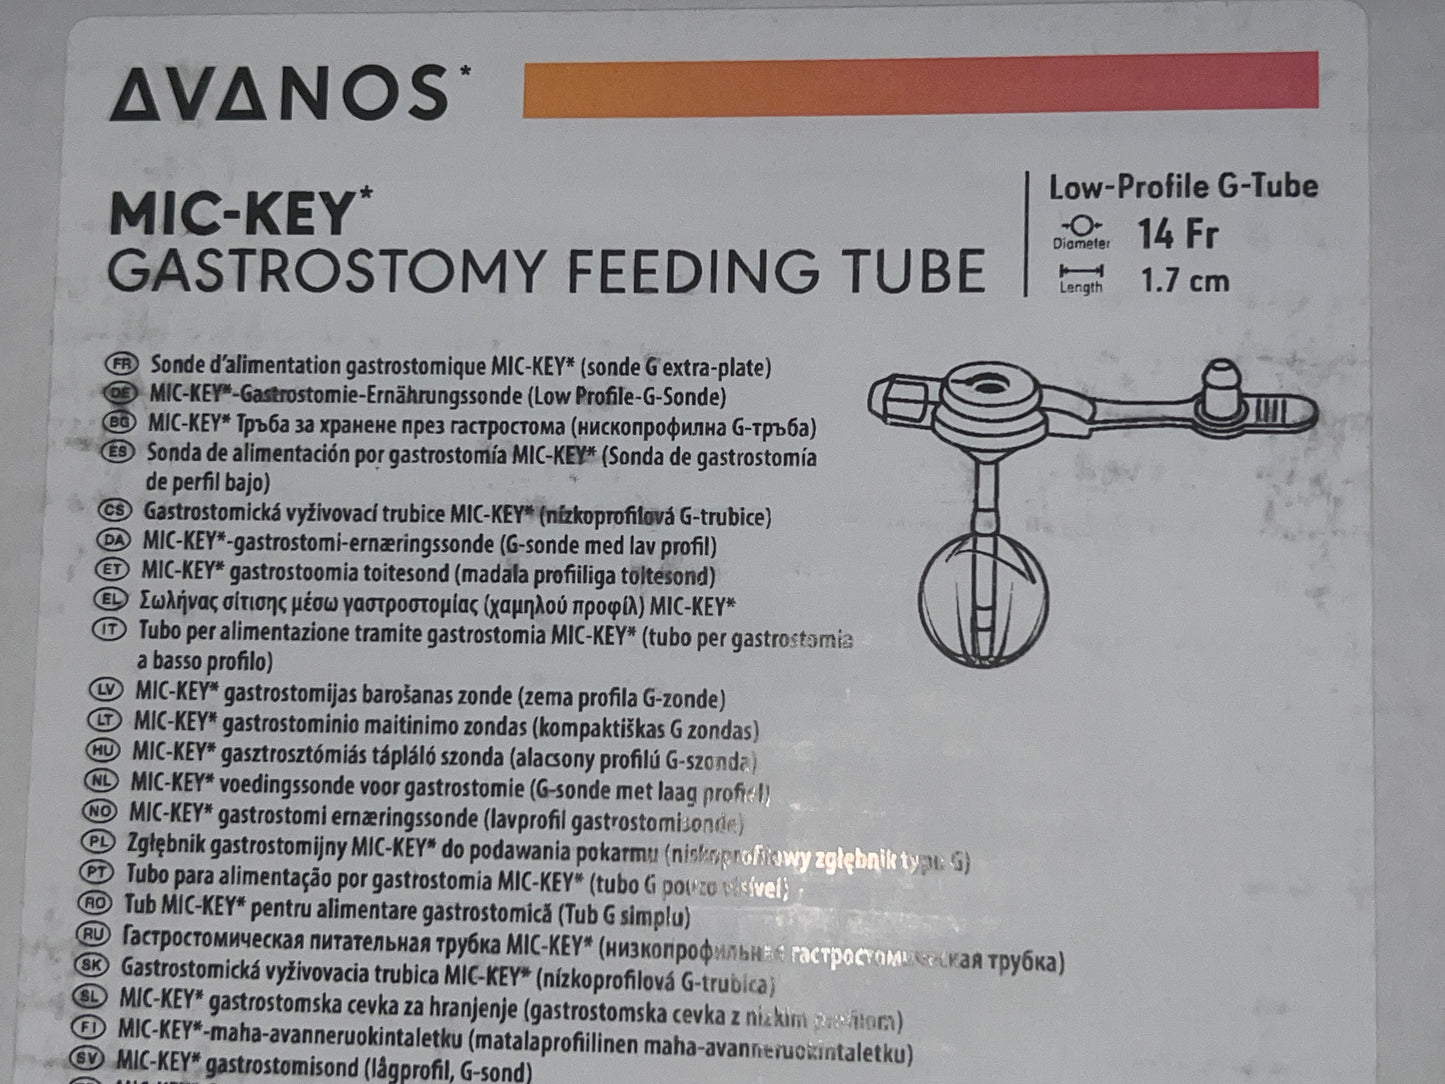 AVANOS*
MIC-KEY*
GASTROSTOMY FEEDING TUBE
Low-Profile G-Tube
Diameter 14 Fr
Length 1.7 cm
FR Sonde d'alimentation gastrostomique MIC-KEY* (sonde G extra-plate)
DE MIC-KEY*-Gastrostomie-Ernährungssonde (Low Profile-G-Sonde)
BG MIC-KEY* Тръба за хранене през гастростома (нископрофилна G-тръба)
ES Sonda de alimentación por gastrostomía MIC-KEY* (Sonda de gastrostomía
de perfil bajo)
CS Gastrostomická vyživovací trubice MIC-KEY* (nízkoprofilová G-trubice)
DA MIC-KEY*-gastrostomi-ernæringssonde (G-sonde med lav profil)
ET MIC-KEY* gastrostoomia toitesond (madala profiiliga toitesond)
EL Σωλήνας σίτισης μέσω γαστροστομίας (χαμηλού προφίλ) MIC-KEY*
IT Tubo per alimentazione tramite gastrostomia MIC-KEY* (tubo per gastrostomia
a basso profilo)
LV MIC-KEY* gastrostomijas barošanas zonde (zema profila G-zonde)
LT MIC-KEY* gastrostominio maitinimo zondas (kompaktiškas G zondas)
HU MIC-KEY* gasztrosztómiás tápláló szonda (alacsony profilú G-szonda)
NL MIC-KEY* voedingssonde voor gastrostomie (G-sonde met laag profiel)
NO MIC-KEY* gastrostomi ernæringssonde (lavprofil gastrostomisonde)
PL Zgłębnik gastrostomijny MIC-KEY* do podawania pokarmu (niskoprofilowy zgłębnik typu G)
PT Tubo para alimentação por gastrostomia MIC-KEY* (tubo G pouco visível)
RO Tub MIC-KEY* pentru alimentare gastrostomică (Tub G simplu)
RU Гастростомическая питательная трубка MIC-KEY* (низкопрофильная гастростомическая трубка)
SK Gastrostomická vyživovacia trubica MIC-KEY* (nízkoprofilová G-trubica)
SL MIC-KEY* gastrostomska cevka za hranjenje (gastrostomska cevka z nizkim profilom)
FI MIC-KEY*-maha-avanneruokintaletku (matalaprofiilinen maha-avanneruokintaletku)
SV MIC-KEY* gastrostomisond (lågprofil, G-sond)